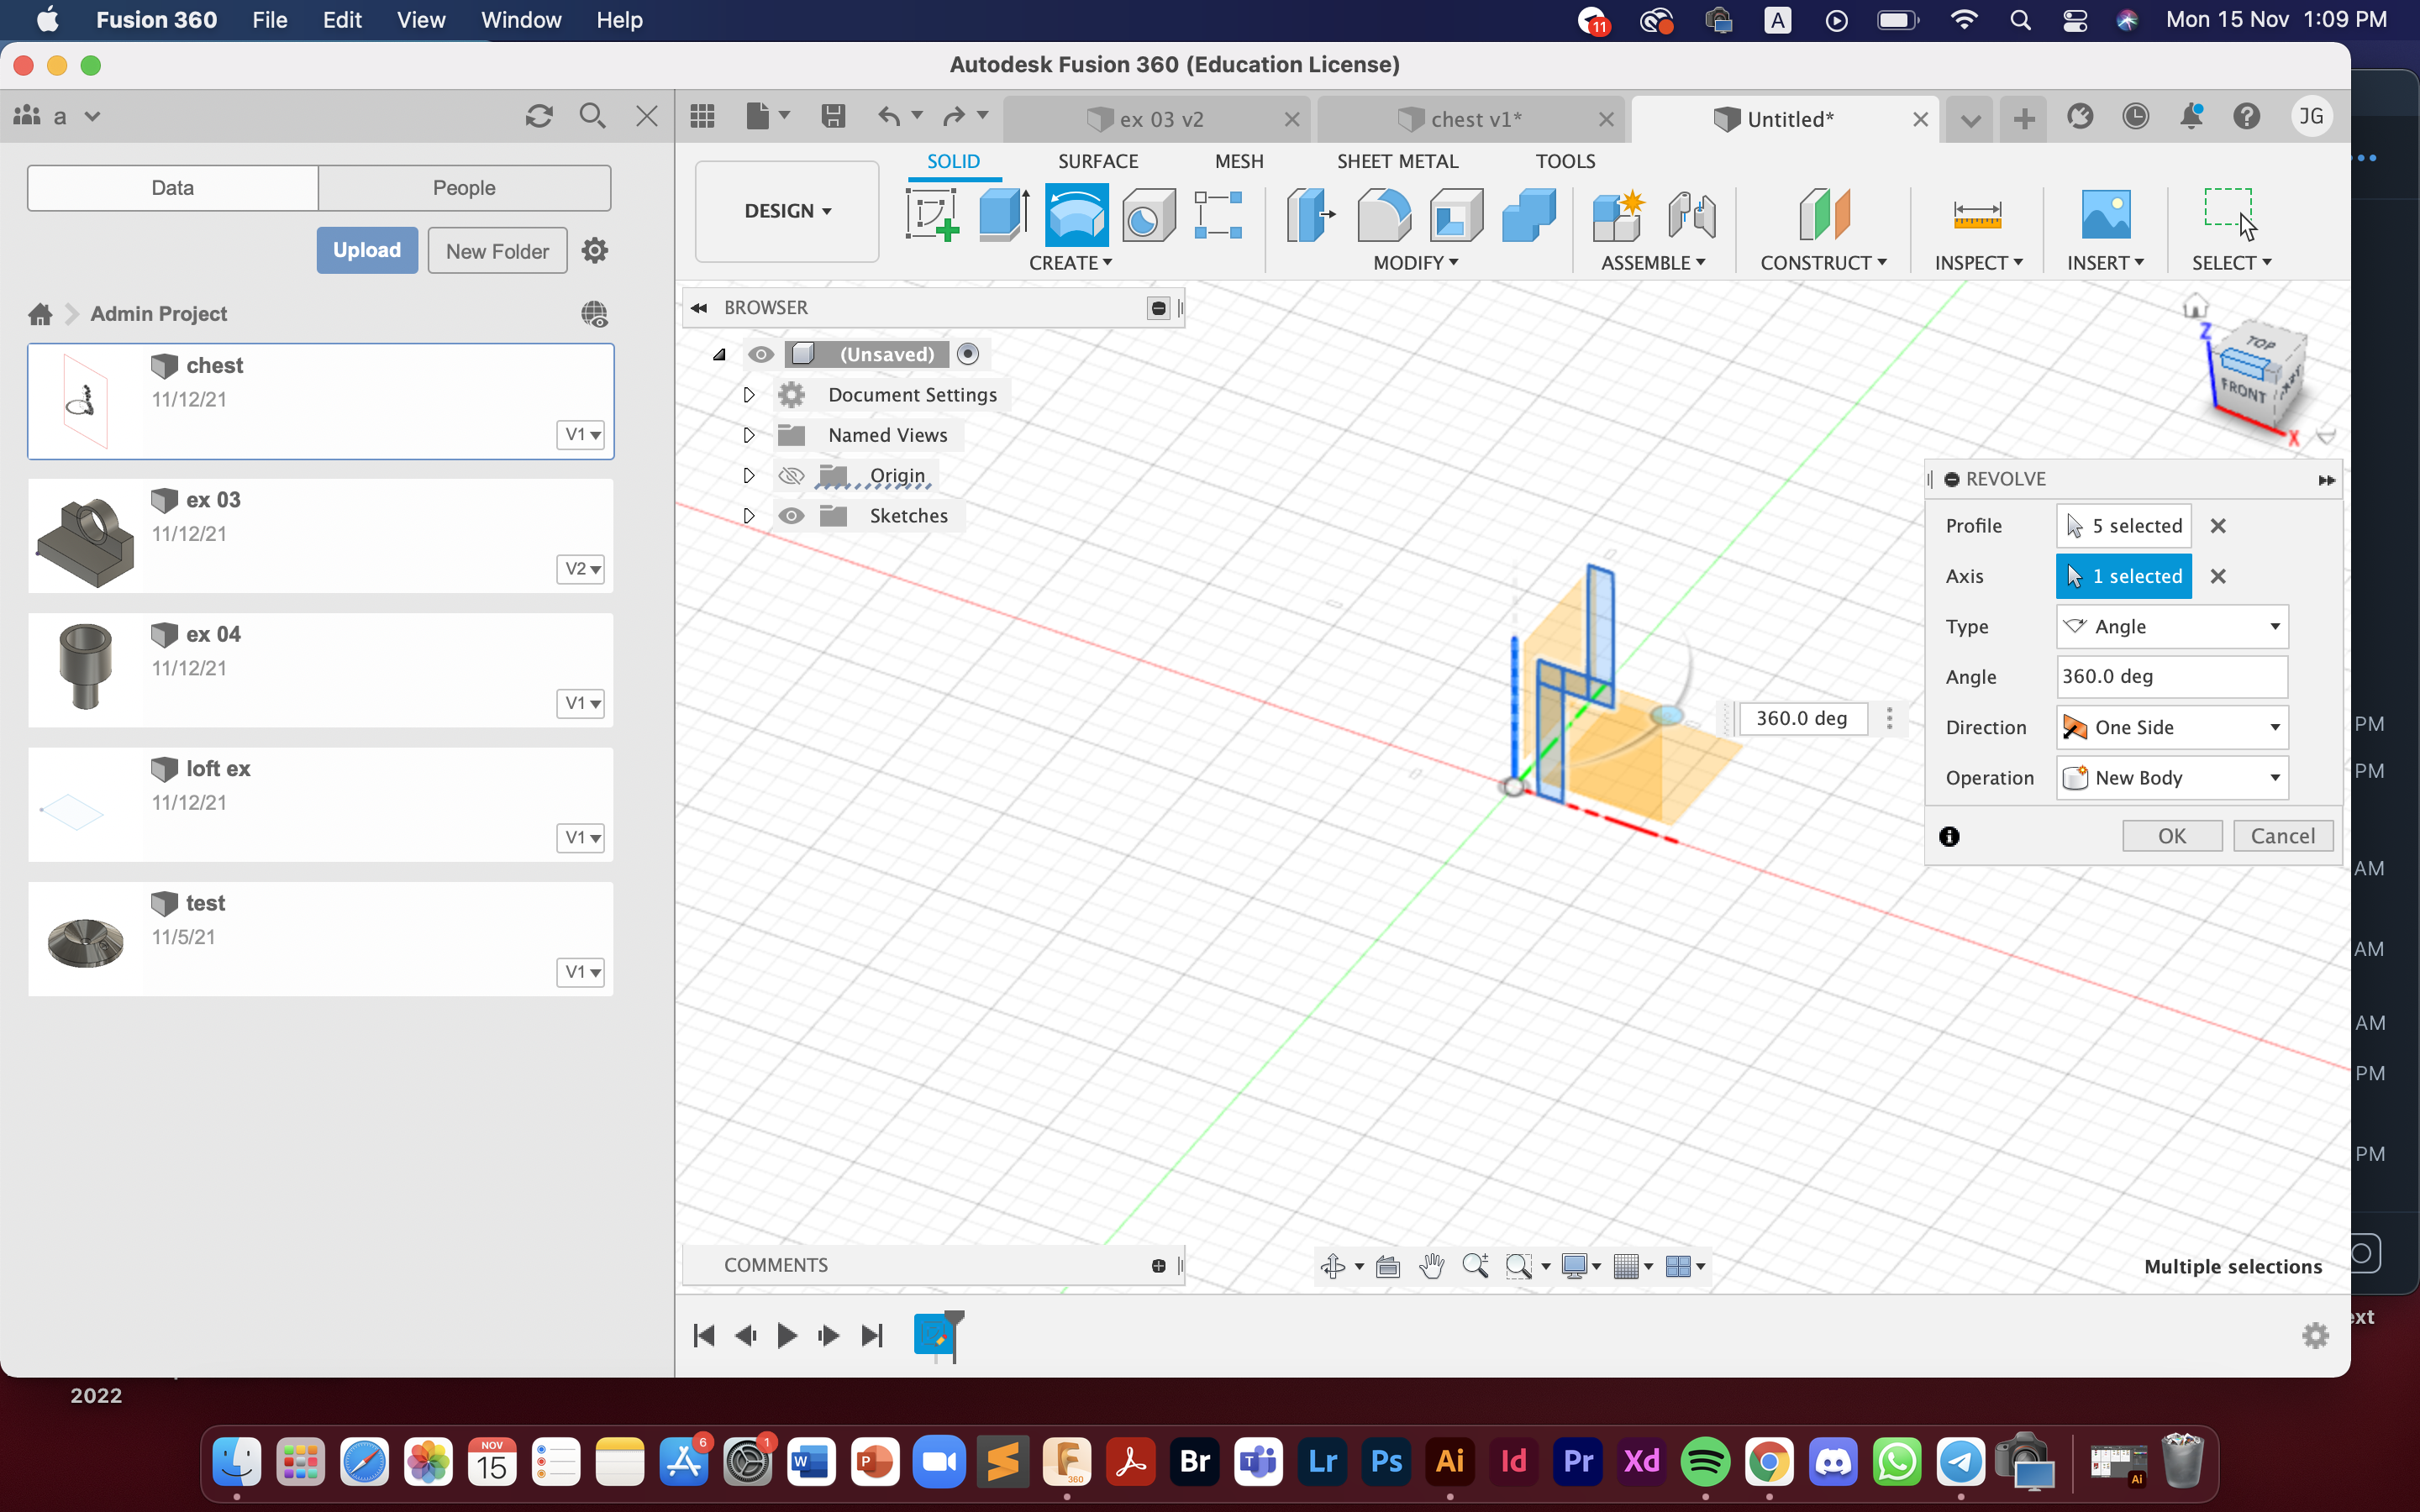 Fusion 360 File Edit View Window Help
11 A Mon 15 Nov 1:09 PM
Autodesk Fusion 360 (Education License)
a
ex 03 v2 chest v1* Untitled* JG
Data People
SOLID SURFACE MESH SHEET METAL TOOLS
DESIGN
Upload New Folder
CREATE MODIFY ASSEMBLE CONSTRUCT INSPECT INSERT SELECT
Admin Project
BROWSER
chest
11/12/21
V1
ex 03
11/12/21
V2
ex 04
11/12/21
V1
loft ex
11/12/21
V1
test
11/5/21
V1
(Unsaved)
Document Settings
Named Views
Origin
Sketches
Z
TOP
FRONT
X
REVOLVE
Profile 5 selected
Axis 1 selected
Type Angle
Angle 360.0 deg
Direction One Side
Operation New Body
OK Cancel
360.0 deg
PM
PM
AM
AM
AM
PM
PM
COMMENTS
Multiple selections
ext
2022
NOV
15
6
1
W
P
360
Br
T
Lr
Ps
Ai
Id
Pr
Xd
Ai